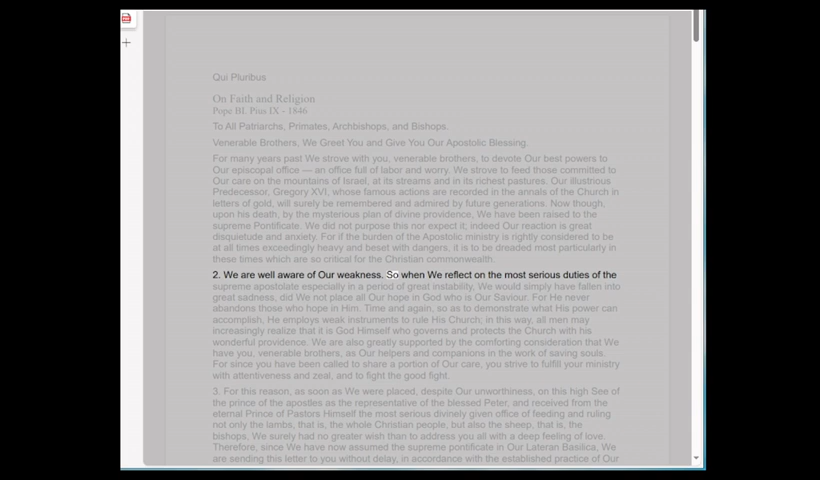 Qui Pluribus
On Faith and Religion
Pope Bl. Pius IX - 1846
To All Patriarchs, Primates, Archbishops, and Bishops.
Venerable Brothers, We Greet You and Give You Our Apostolic Blessing.
For many years past We strove with you, venerable brothers, to devote Our best powers to
Our episcopal office — an office full of labor and worry. We strove to feed those committed to
Our care on the mountains of Israel, at its streams and in its richest pastures. Our illustrious
Predecessor, Gregory XVI, whose famous actions are recorded in the annals of the Church in
letters of gold, will surely be remembered and admired by future generations. Now though,
upon his death, by the mysterious plan of divine providence, We have been raised to the
supreme Pontificate. We did not purpose this nor expect it; indeed Our reaction is great
disquietude and anxiety. For if the burden of the Apostolic ministry is rightly considered to be
at all times exceedingly heavy and beset with dangers, it is to be dreaded most particularly in
these times which are so critical for the Christian commonwealth.
2. We are well aware of Our weakness. So when We reflect on the most serious duties of the
supreme apostolate especially in a period of great instability, We would simply have fallen into
great sadness, did We not place all Our hope in God who is Our Saviour. For He never
abandons those who hope in Him. Time and again, so as to demonstrate what His power can
accomplish, He employs weak instruments to rule His Church; in this way, all men may
increasingly realize that it is God Himself who governs and protects the Church with his
wonderful providence. We are also greatly supported by the comforting consideration that We
have you, venerable brothers, as Our helpers and companions in the work of saving souls.
For since you have been called to share a portion of Our care, you strive to fulfill your ministry
with attentiveness and zeal, and to fight the good fight.
3. For this reason, as soon as We were placed, despite Our unworthiness, on this high See of
the prince of the apostles as the representative of the blessed Peter, and received from the
eternal Prince of Pastors Himself the most serious divinely given office of feeding and ruling
not only the lambs, that is, the whole Christian people, but also the sheep, that is, the
bishops, We surely had no greater wish than to address you all with a deep feeling of love.
Therefore, since We have now assumed the supreme pontificate in Our Lateran Basilica, We
are sending this letter to you without delay, in accordance with the established practice of Our